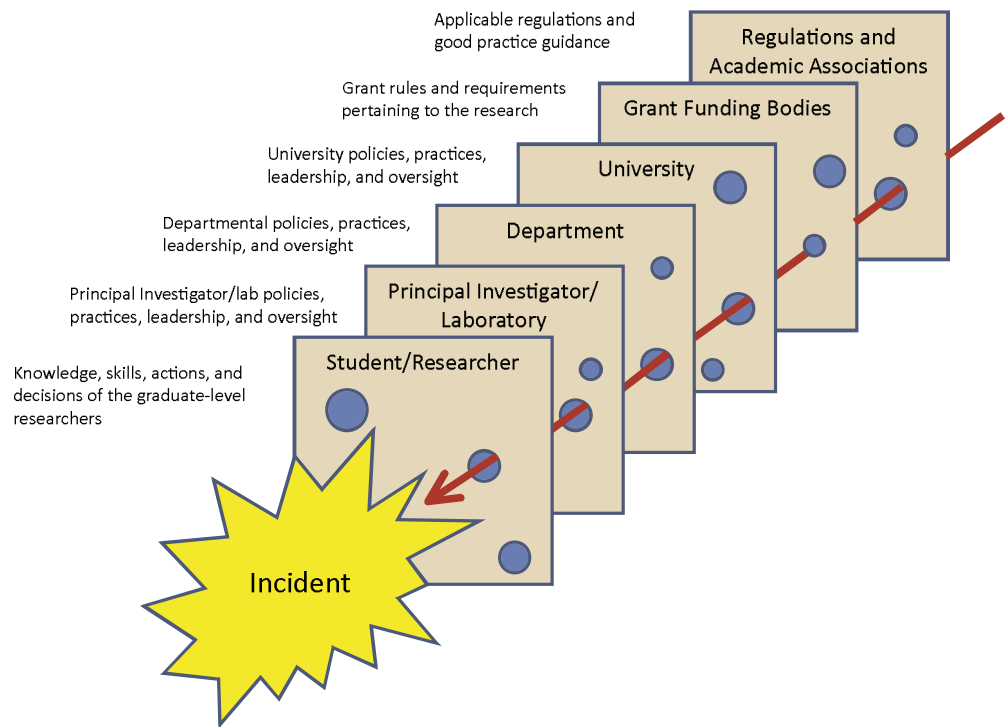 Applicable regulations and
good practice guidance
Regulations and
Academic Associations
Grant rules and requirements
pertaining to the research
Grant Funding Bodies
University policies, practices,
leadership, and oversight
University
Departmental policies, practices,
leadership, and oversight
Department
Principal Investigator/lab policies,
practices, leadership, and oversight
Principal Investigator/
Laboratory
Knowledge, skills, actions, and
decisions of the graduate-level
researchers
Student/Researcher
Incident